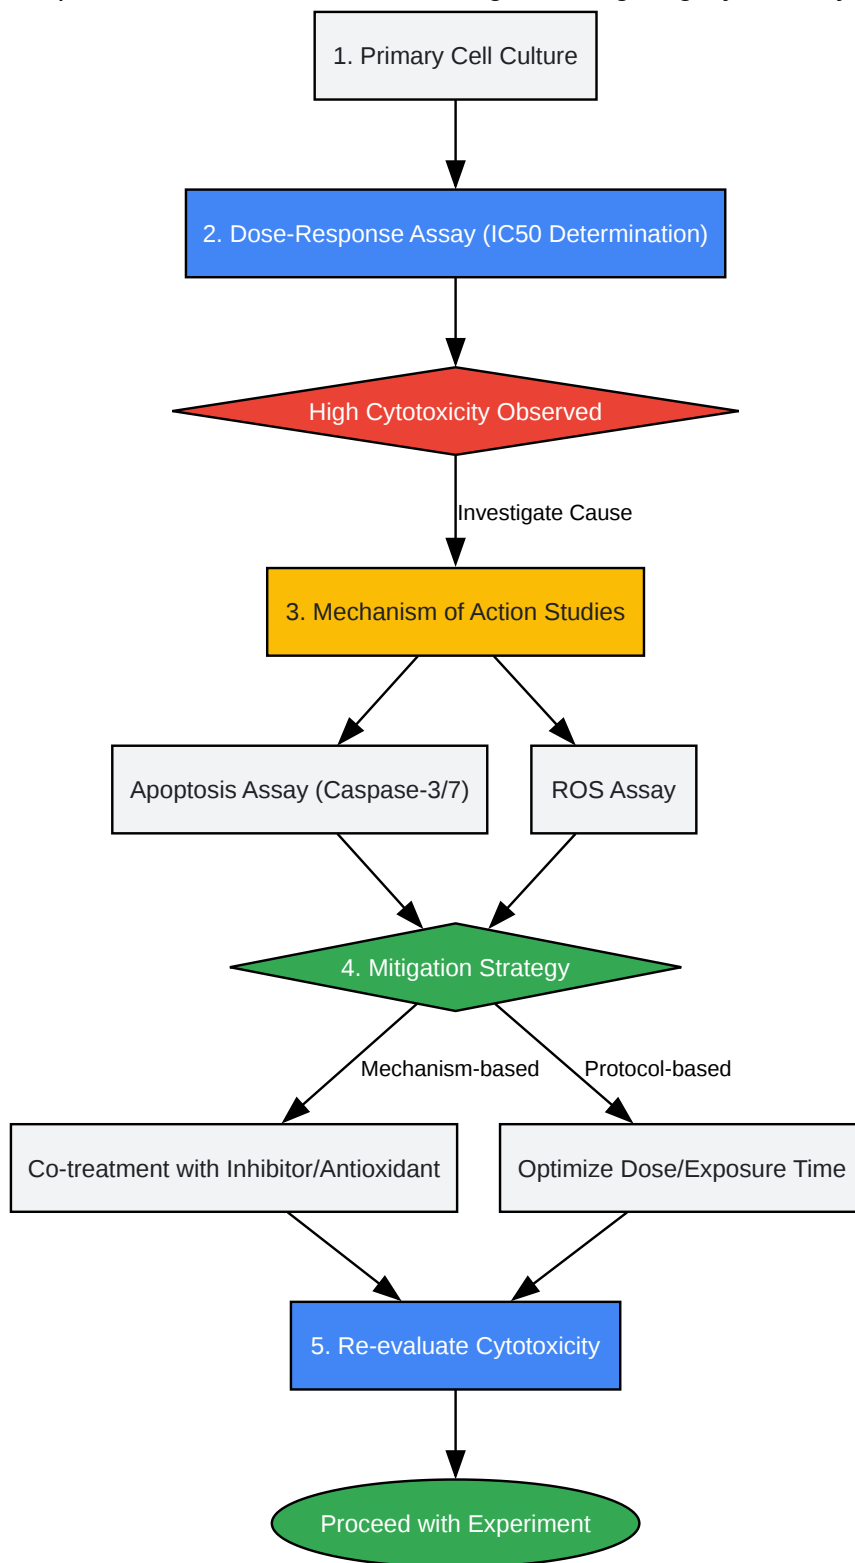 1. Primary Cell Culture
2. Dose-Response Assay (IC50 Determination)
High Cytotoxicity Observed
Investigate Cause
3. Mechanism of Action Studies
Apoptosis Assay (Caspase-3/7)
ROS Assay
4. Mitigation Strategy
Mechanism-based
Protocol-based
Co-treatment with Inhibitor/Antioxidant
Optimize Dose/Exposure Time
5. Re-evaluate Cytotoxicity
Proceed with Experiment